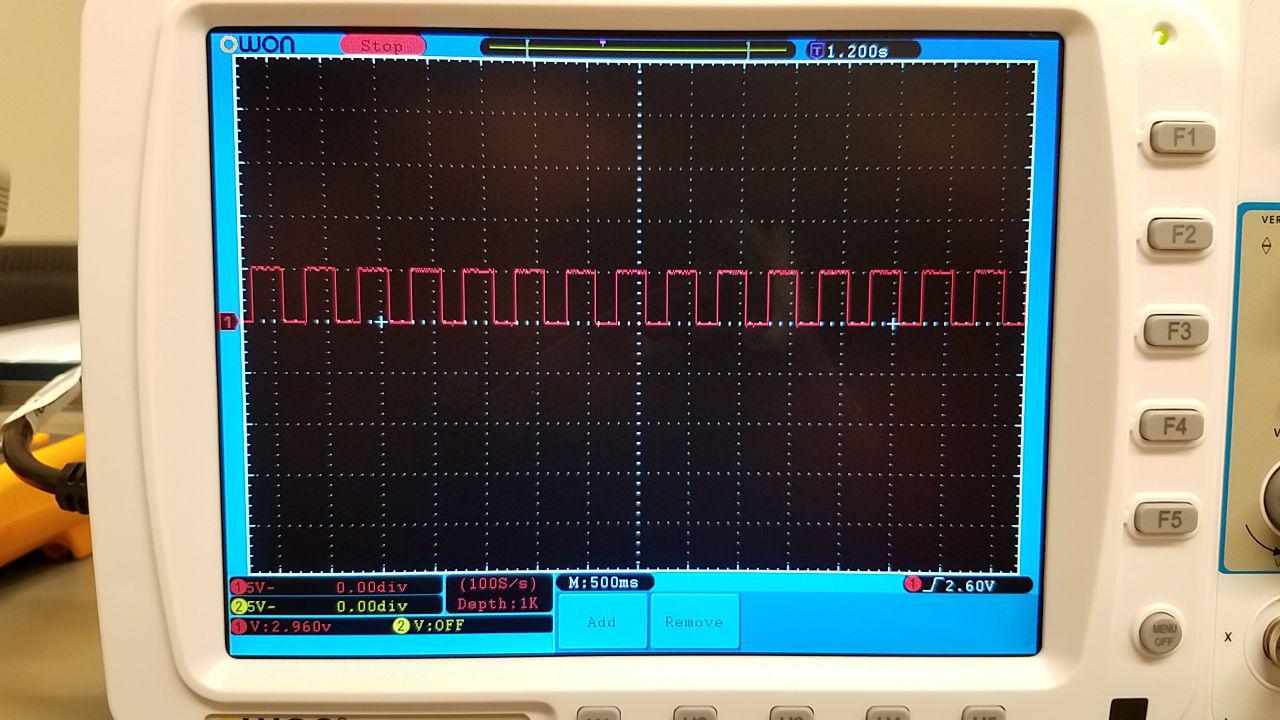 OWON Stop T 1.200s
1
1 5V~ 0.00div
2 5V~ 0.00div
(100S/s)
Depth:1K
M:500ms
1 2.60V
1 V:2.960v 2 V:OFF
Add Remove
F1
F2
F3
F4
F5
MENU
OFF
VER
X